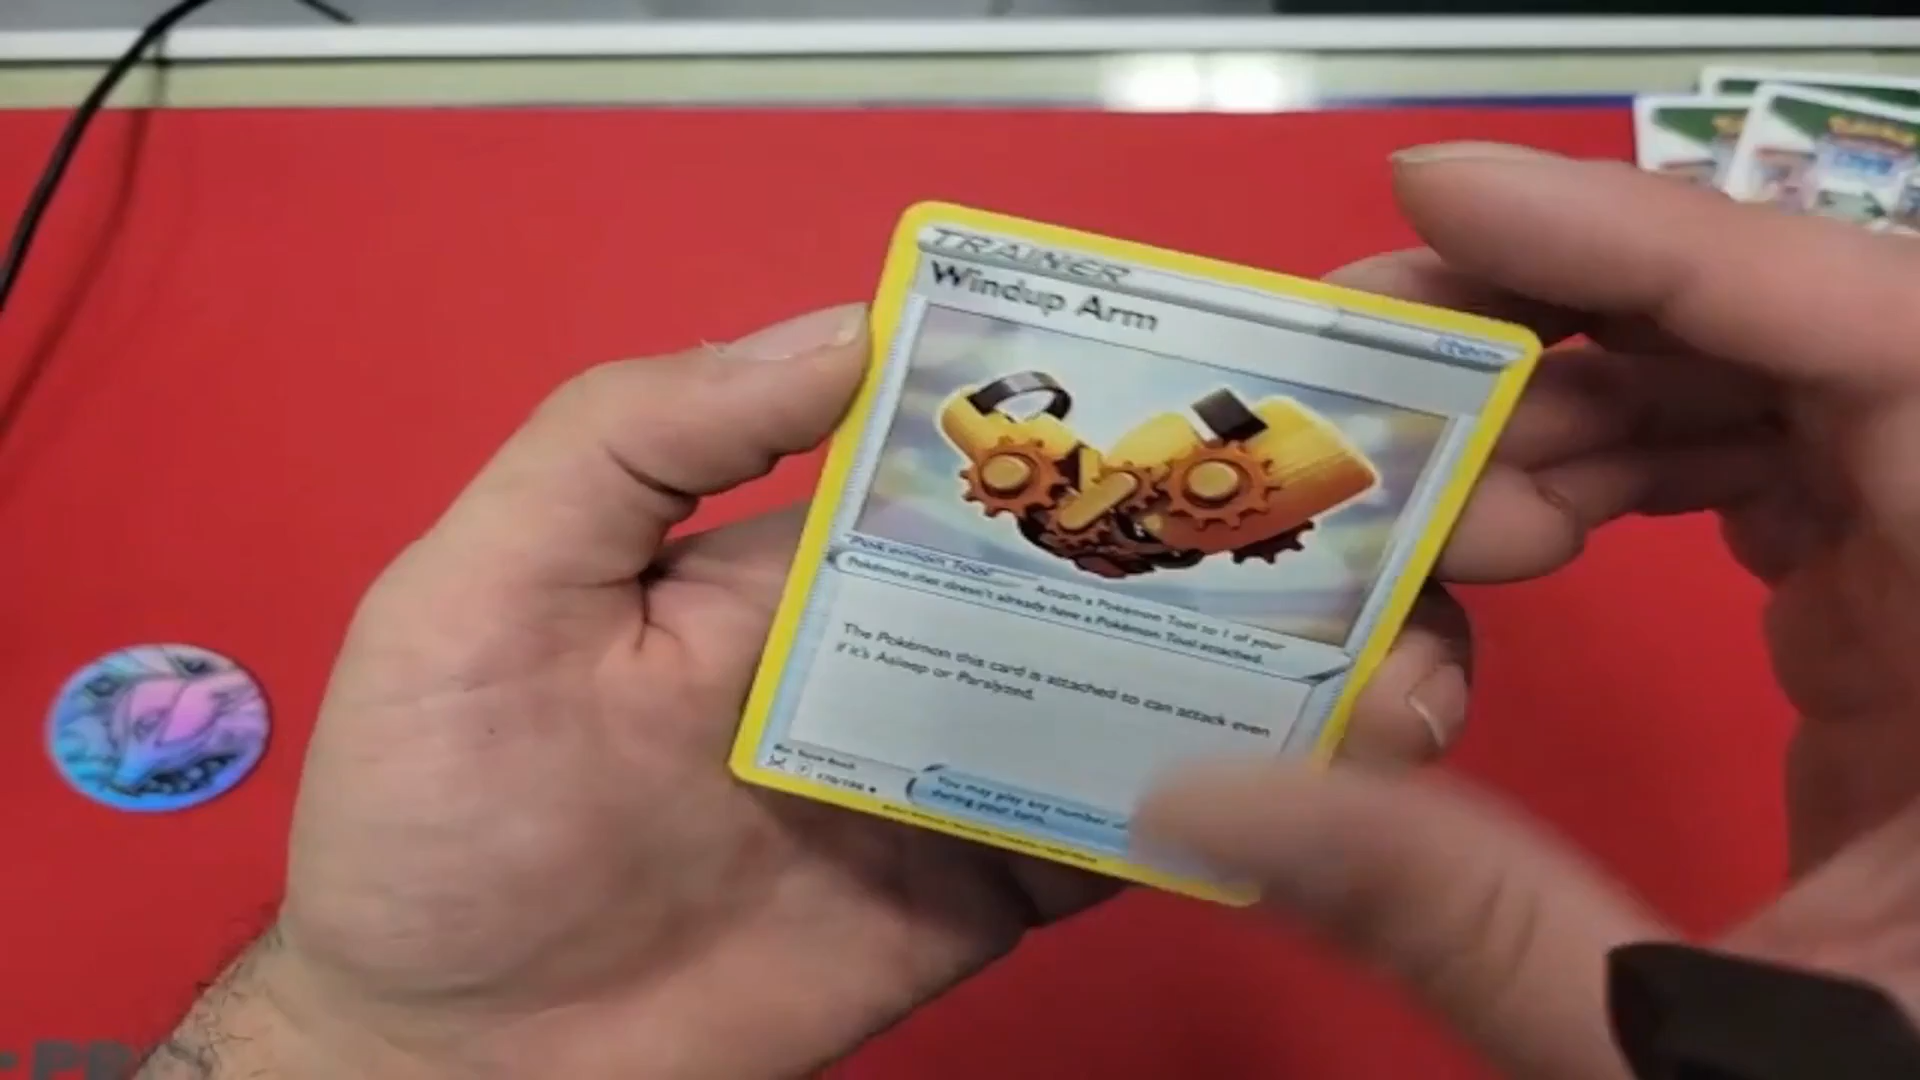 TRAINER
Item
Windup Arm
Pokémon Tool
Attach a Pokémon Tool to 1 of your
Pokémon that doesn't already have a Pokémon Tool attached.
The Pokémon this card is attached to can attack even
if it's Asleep or Paralyzed.
You may play any number
during your turn.